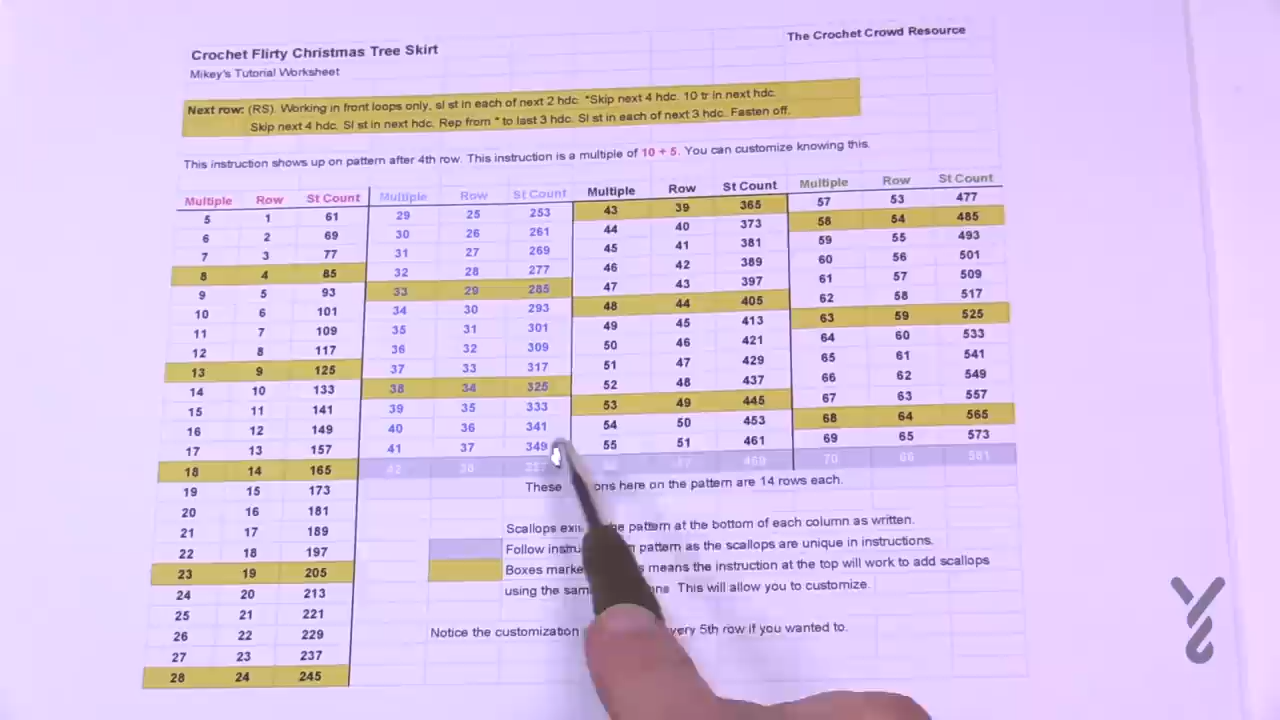 Crochet Flirty Christmas Tree Skirt
The Crochet Crowd Resource
Mikey's Tutorial Worksheet
Next row: (RS). Working in front loops only, sl st in each of next 2 hdc. *Skip next 4 hdc. 10 tr in next hdc.
Skip next 4 hdc. Sl st in next hdc. Rep from * to last 3 hdc. Sl st in each of next 3 hdc. Fasten off.
This instruction shows up on pattern after 4th row. This instruction is a multiple of 10 + 5. You can customize knowing this.
Multiple Row St Count Multiple Row St Count Multiple Row St Count Multiple Row St Count
5 1 61 29 25 253 43 39 365 57 53 477
6 2 69 30 26 261 44 40 373 58 54 485
7 3 77 31 27 269 45 41 381 59 55 493
8 4 85 32 28 277 46 42 389 60 56 501
9 5 93 33 29 285 47 43 397 61 57 509
10 6 101 34 30 293 48 44 405 62 58 517
11 7 109 35 31 301 49 45 413 63 59 525
12 8 117 36 32 309 50 46 421 64 60 533
13 9 125 37 33 317 51 47 429 65 61 541
14 10 133 38 34 325 52 48 437 66 62 549
15 11 141 39 35 333 53 49 445 67 63 557
16 12 149 40 36 341 54 50 453 68 64 565
17 13 157 41 37 349 55 51 461 69 65 573
18 14 165 42 38 469 70 66 581
19 15 173
20 16 181
21 17 189
22 18 197
23 19 205
24 20 213
25 21 221
26 22 229
27 23 237
28 24 245
These here on the pattern are 14 rows each.
Scallops pattern at the bottom of each column as written.
Follow pattern as the scallops are unique in instructions.
Boxes means the instruction at the top will work to add scallops
using the This will allow you to customize.
Notice the customization every 5th row if you wanted to.